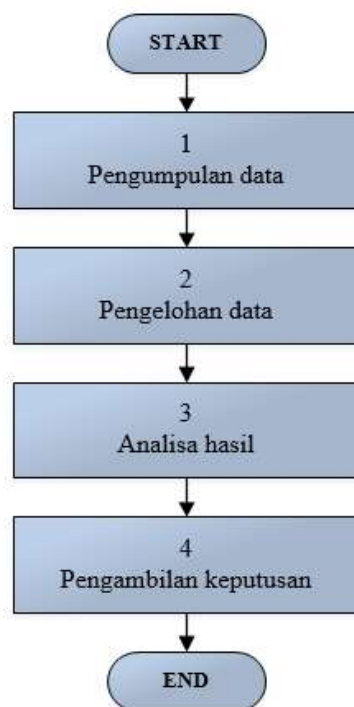 START
1
Pengumpulan data
2
Pengelohan data
3
Analisa hasil
4
Pengambilan keputusan
END